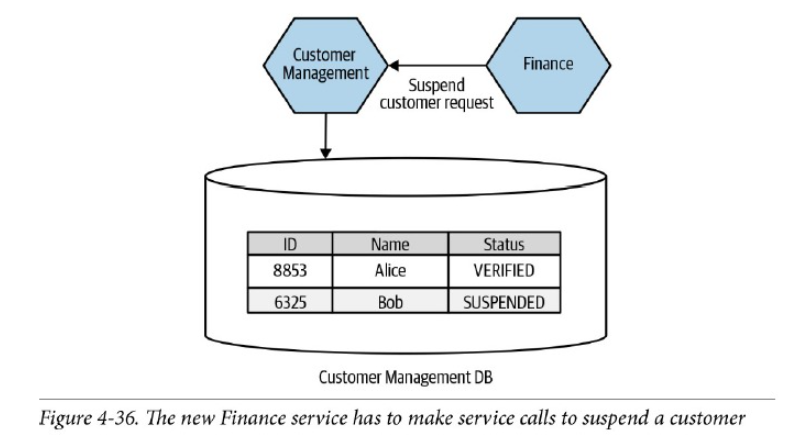 Customer
Management
Finance
Suspend
customer request
ID Name Status
8853 Alice VERIFIED
6325 Bob SUSPENDED
Customer Management DB
Figure 4-36. The new Finance service has to make service calls to suspend a customer